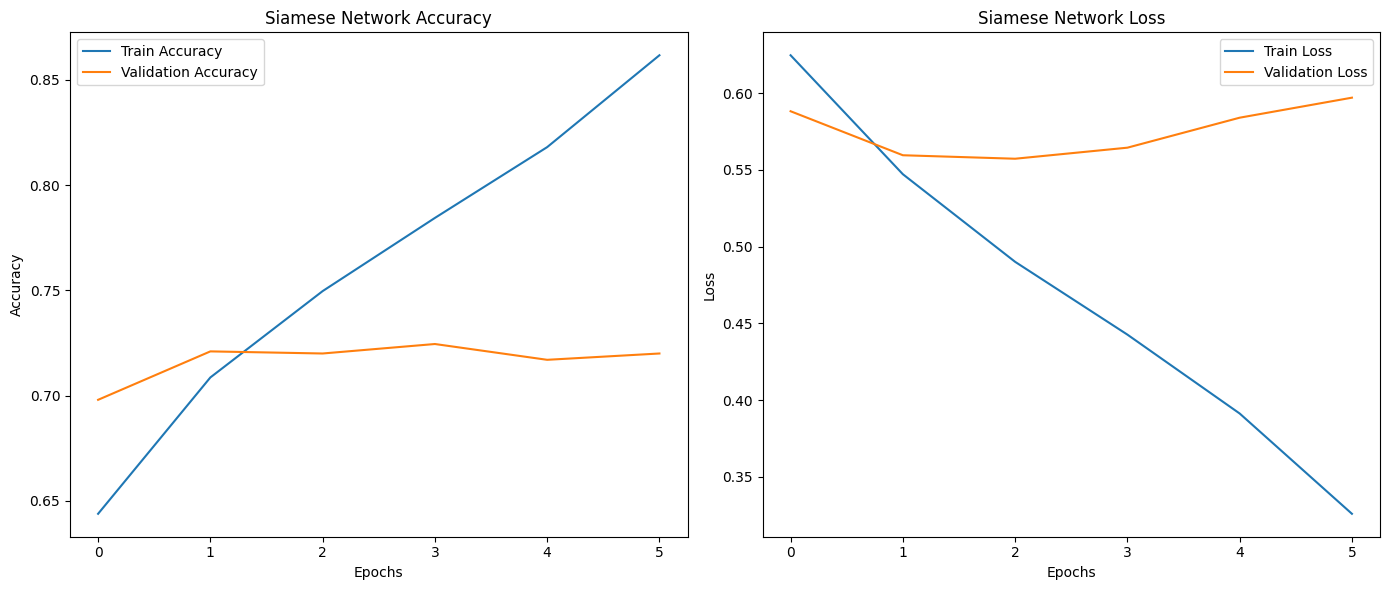 Siamese Network Accuracy
Train Accuracy
Validation Accuracy
Accuracy
0.85
0.80
0.75
0.70
0.65
0 1 2 3 4 5
Epochs
Siamese Network Loss
Train Loss
Validation Loss
Loss
0.60
0.55
0.50
0.45
0.40
0.35
0 1 2 3 4 5
Epochs